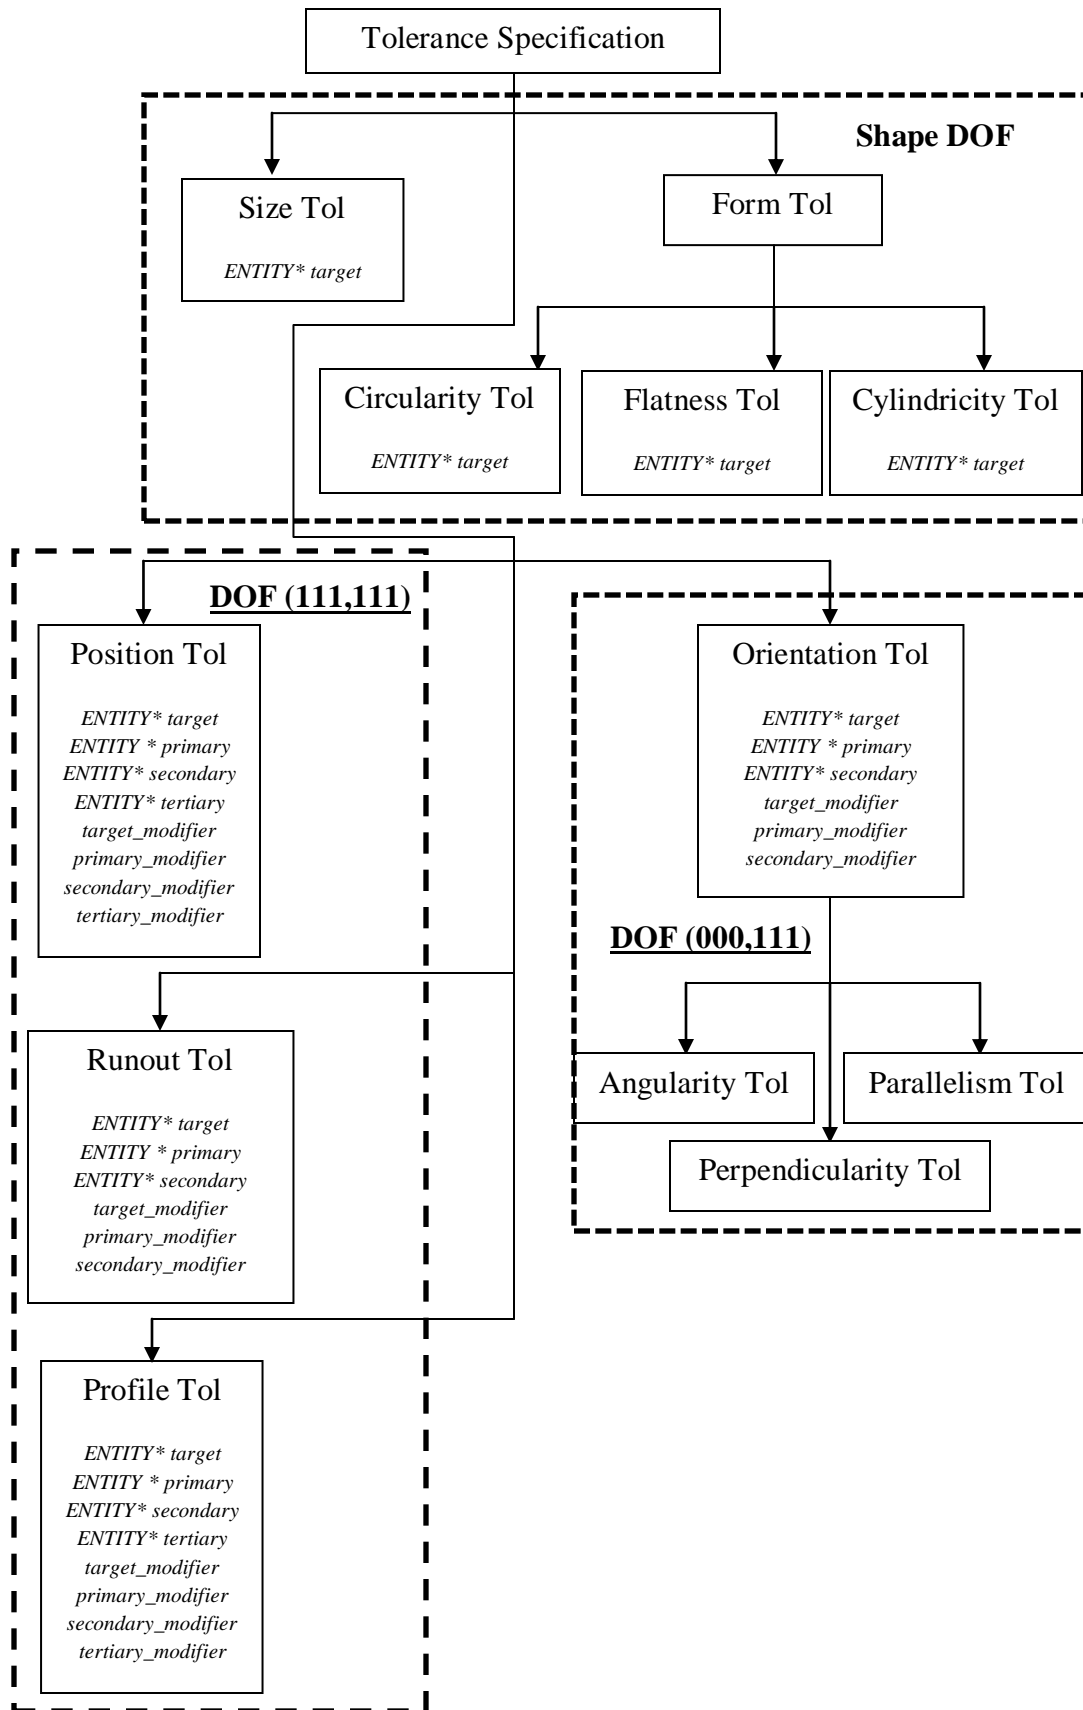 Tolerance Specification
Shape DOF
Size Tol
ENTITY* target
Form Tol
Circularity Tol
ENTITY* target
Flatness Tol
ENTITY* target
Cylindricity Tol
ENTITY* target
DOF (111,111)
Position Tol
ENTITY* target
ENTITY * primary
ENTITY* secondary
ENTITY* tertiary
target_modifier
primary_modifier
secondary_modifier
tertiary_modifier
Orientation Tol
ENTITY* target
ENTITY * primary
ENTITY* secondary
target_modifier
primary_modifier
secondary_modifier
DOF (000,111)
Angularity Tol
Parallelism Tol
Perpendicularity Tol
Runout Tol
ENTITY* target
ENTITY * primary
ENTITY* secondary
target_modifier
primary_modifier
secondary_modifier
Profile Tol
ENTITY* target
ENTITY * primary
ENTITY* secondary
ENTITY* tertiary
target_modifier
primary_modifier
secondary_modifier
tertiary_modifier